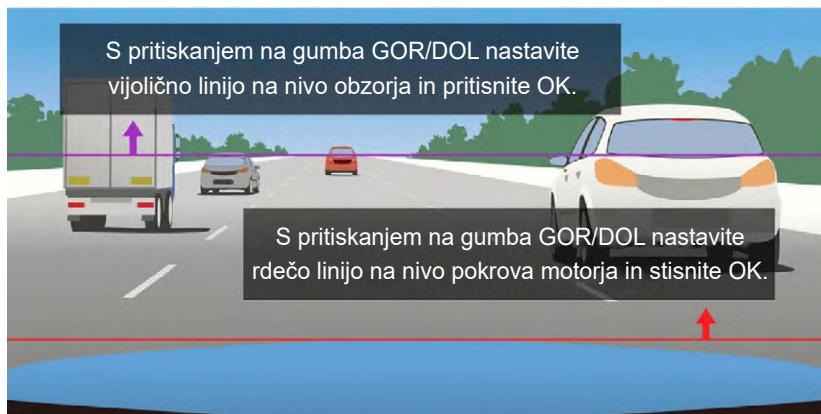 S pritiskanjem na gumba GOR/DOL nastavite
vijolično linijo na nivo obzorja in pritisnite OK.
S pritiskanjem na gumba GOR/DOL nastavite
rdečo linijo na nivo pokrova motorja in stisnite OK.